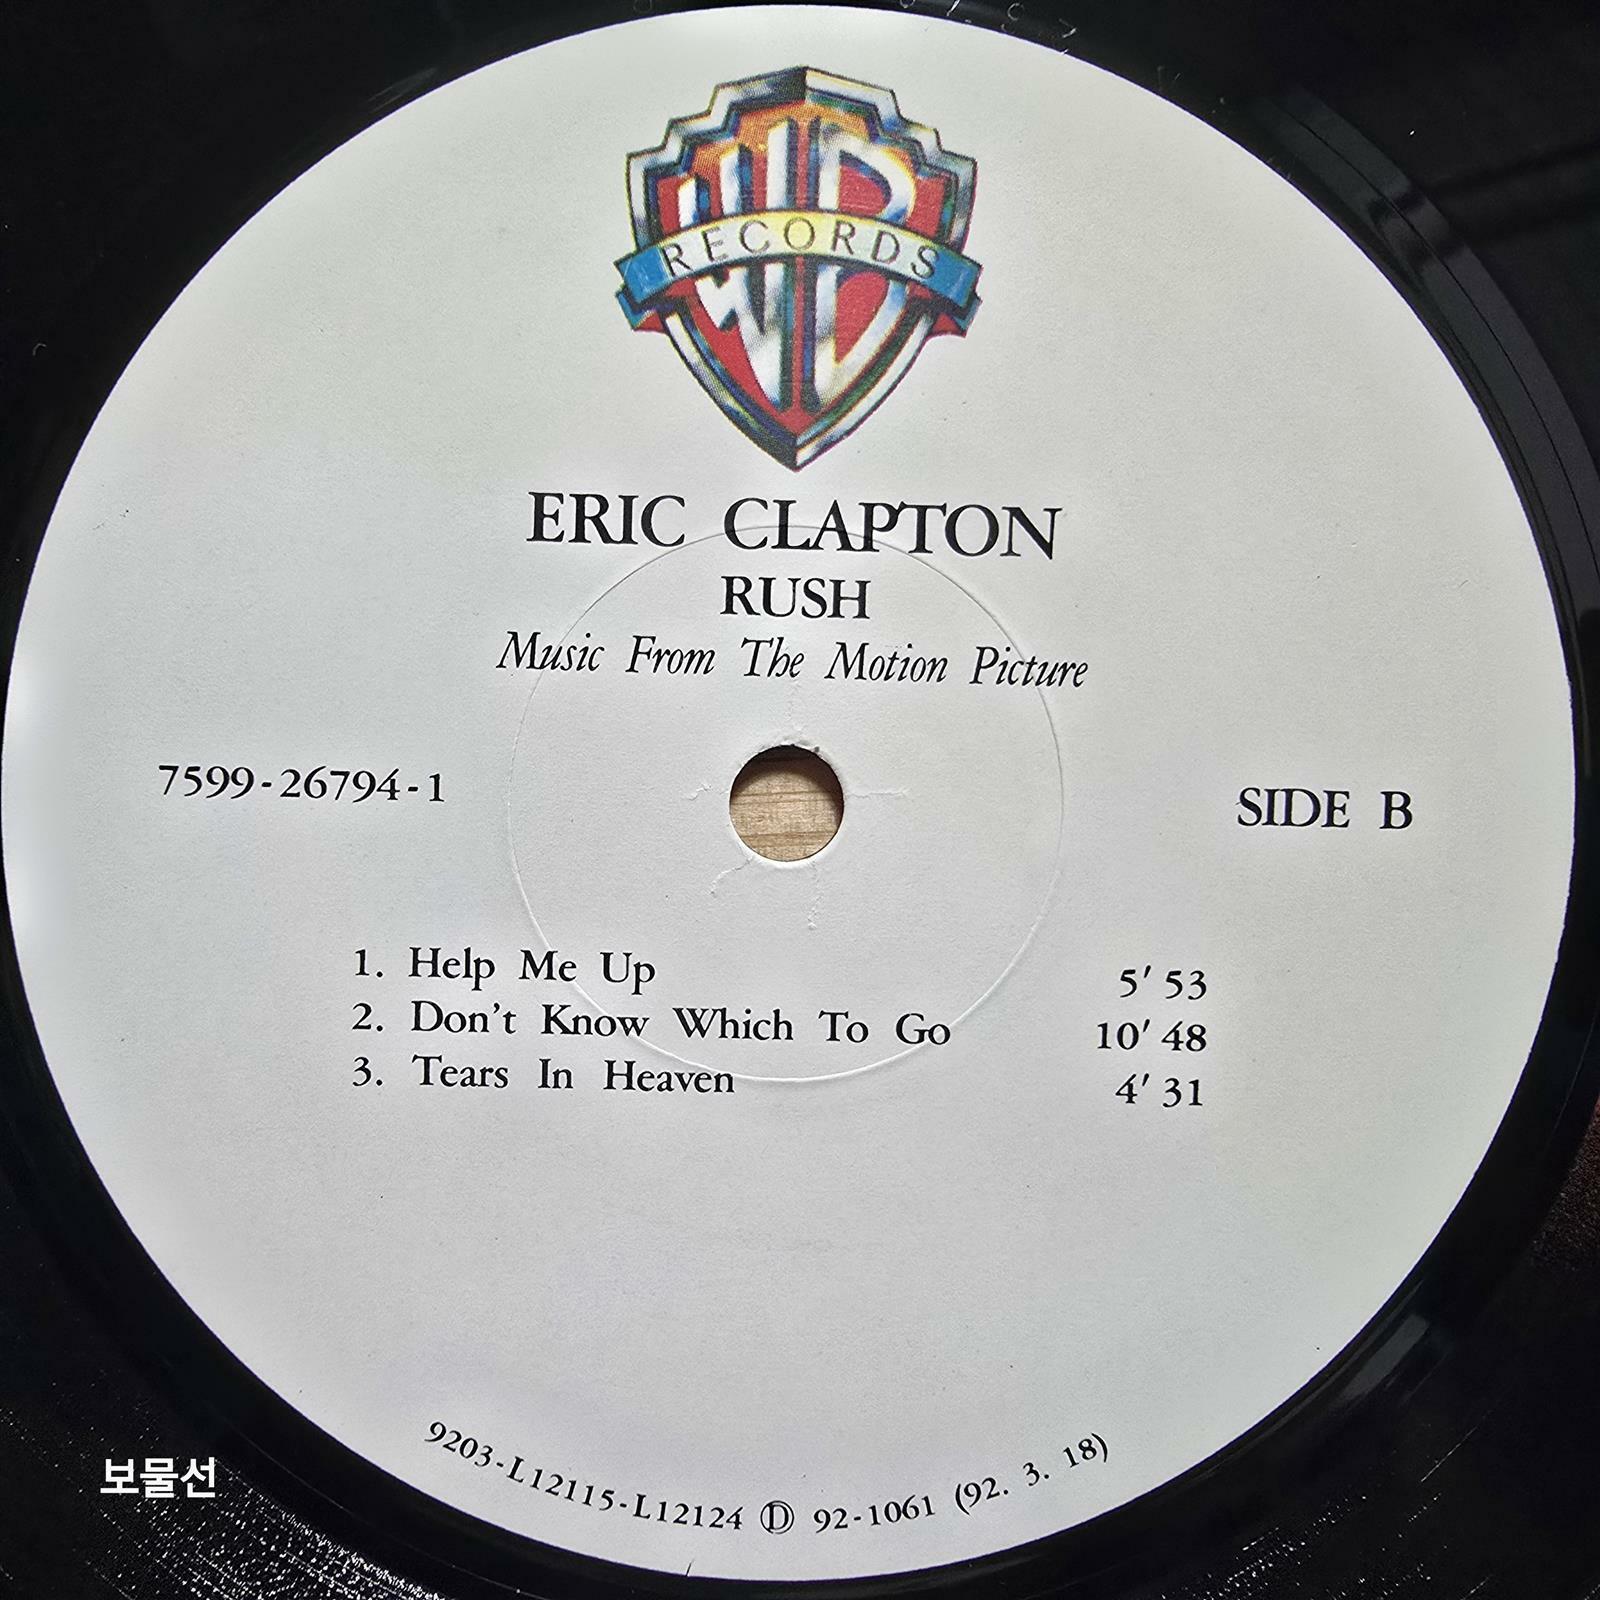 WB
RECORDS
ERIC CLAPTON
RUSH
Music From The Motion Picture
7599-26794-1
SIDE B
1. Help Me Up 5′ 53
2. Don't Know Which To Go 10′ 48
3. Tears In Heaven 4′ 31
9203-L12115-L12124 Ⓓ 92-1061 (92. 3. 18)
보물선